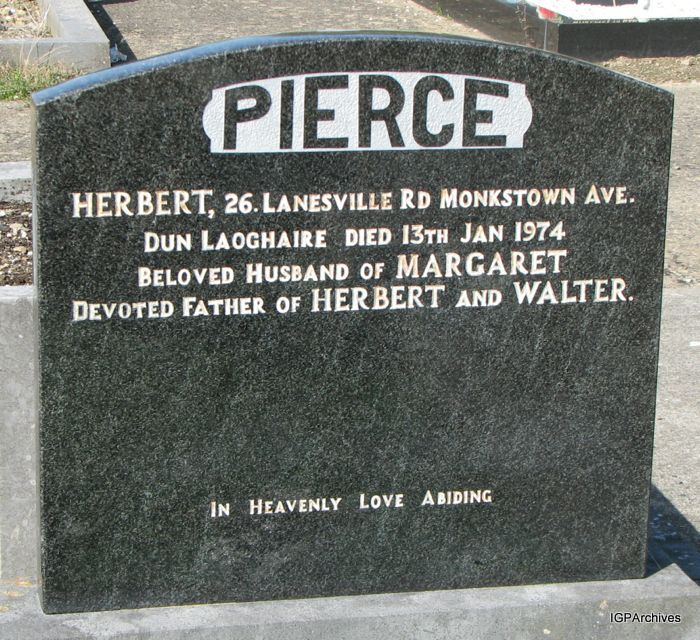 PIERCE
HERBERT, 26. LANESVILLE RD MONKSTOWN AVE.
DUN LAOGHAIRE DIED 13TH JAN 1974
BELOVED HUSBAND OF MARGARET
DEVOTED FATHER OF HERBERT AND WALTER.
IN HEAVENLY LOVE ABIDING
IGPArchives